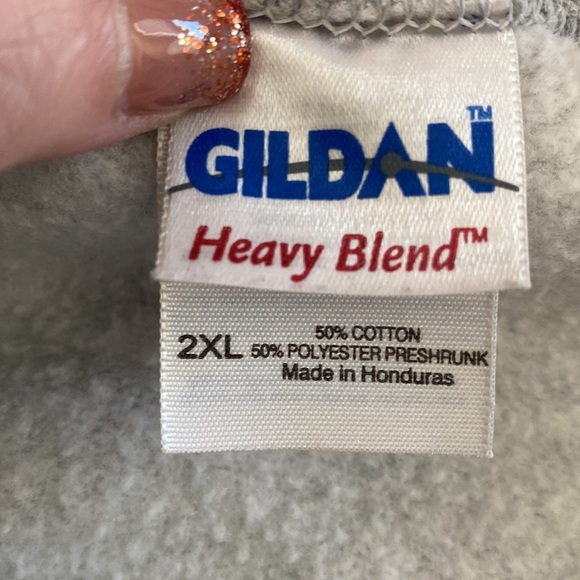 GILDAN™
Heavy Blend™
50% COTTON
2XL 50% POLYESTER PRESHRUNK
Made in Honduras